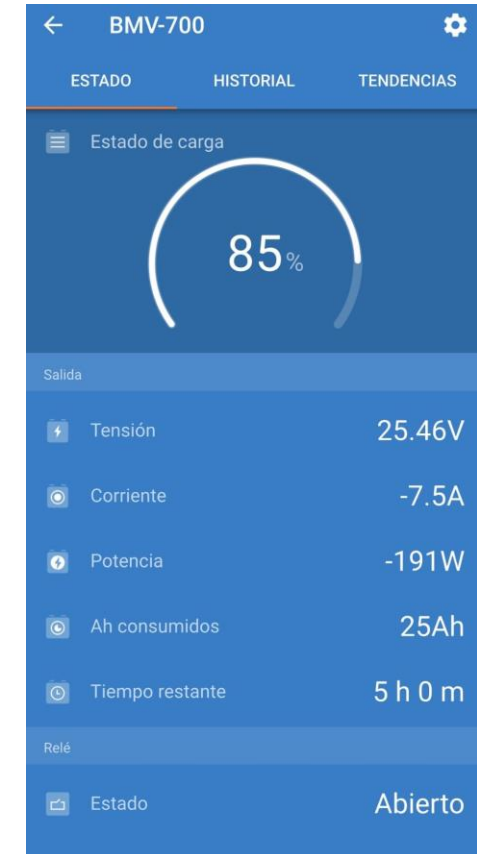 BMV-700
ESTADO HISTORIAL TENDENCIAS
Estado de carga
85%
Salida
Tensión 25.46V
Corriente -7.5A
Potencia -191W
Ah consumidos 25Ah
Tiempo restante 5 h 0 m
Relé
Estado Abierto